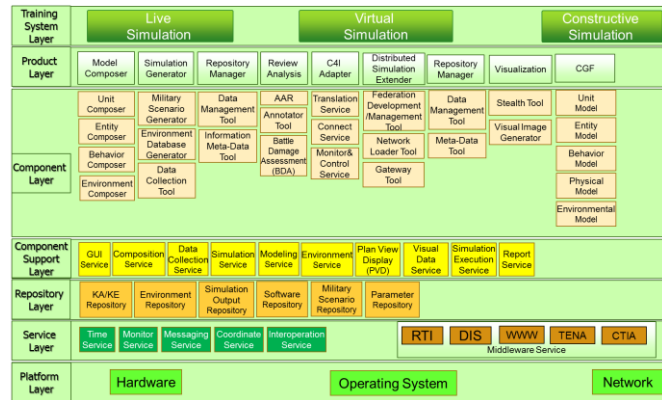 Training
System
Layer
Live
Simulation
Virtual
Simulation
Constructive
Simulation
Product
Layer
Model
Composer
Simulation
Generator
Repository
Manager
Review
Analysis
C4I
Adapter
Distributed
Simulation
Extender
Repository
Manager
Visualization
CGF
Component
Layer
Unit
Composer
Entity
Composer
Behavior
Composer
Environment
Composer
Military
Scenario
Generator
Environment
Database
Generator
Data
Collection
Tool
Data
Management
Tool
Information
Meta-Data Tool
AAR
Annotator
Tool
Battle
Damage
Assessment
(BDA)
Translation
Service
Connect
Service
Monitor&
Control
Service
Federation
Development
/Management
Tool
Network
Loader Tool
Gateway
Tool
Data
Management
Tool
Meta-Data
Tool
Stealth Tool
Visual Image
Generator
Unit
Model
Entity
Model
Behavior
Model
Physical
Model
Environmental
Model
Component
Support
Layer
GUI
Service
Composition
Service
Data
Collection
Service
Simulation
Service
Modeling
Service
Environment
Service
Plan View
Display
(PVD)
Visual
Data
Service
Simulation
Execution
Service
Report
Service
Repository
Layer
KA/KE
Repository
Environment
Repository
Simulation
Output
Repository
Software
Repository
Military
Scenario
Repository
Parameter
Repository
Service
Layer
Time
Service
Monitor
Service
Messaging
Service
Coordinate
Service
Interoperation
Service
RTI
DIS
WWW
TENA
CTIA
Middleware Service
Platform
Layer
Hardware
Operating System
Network